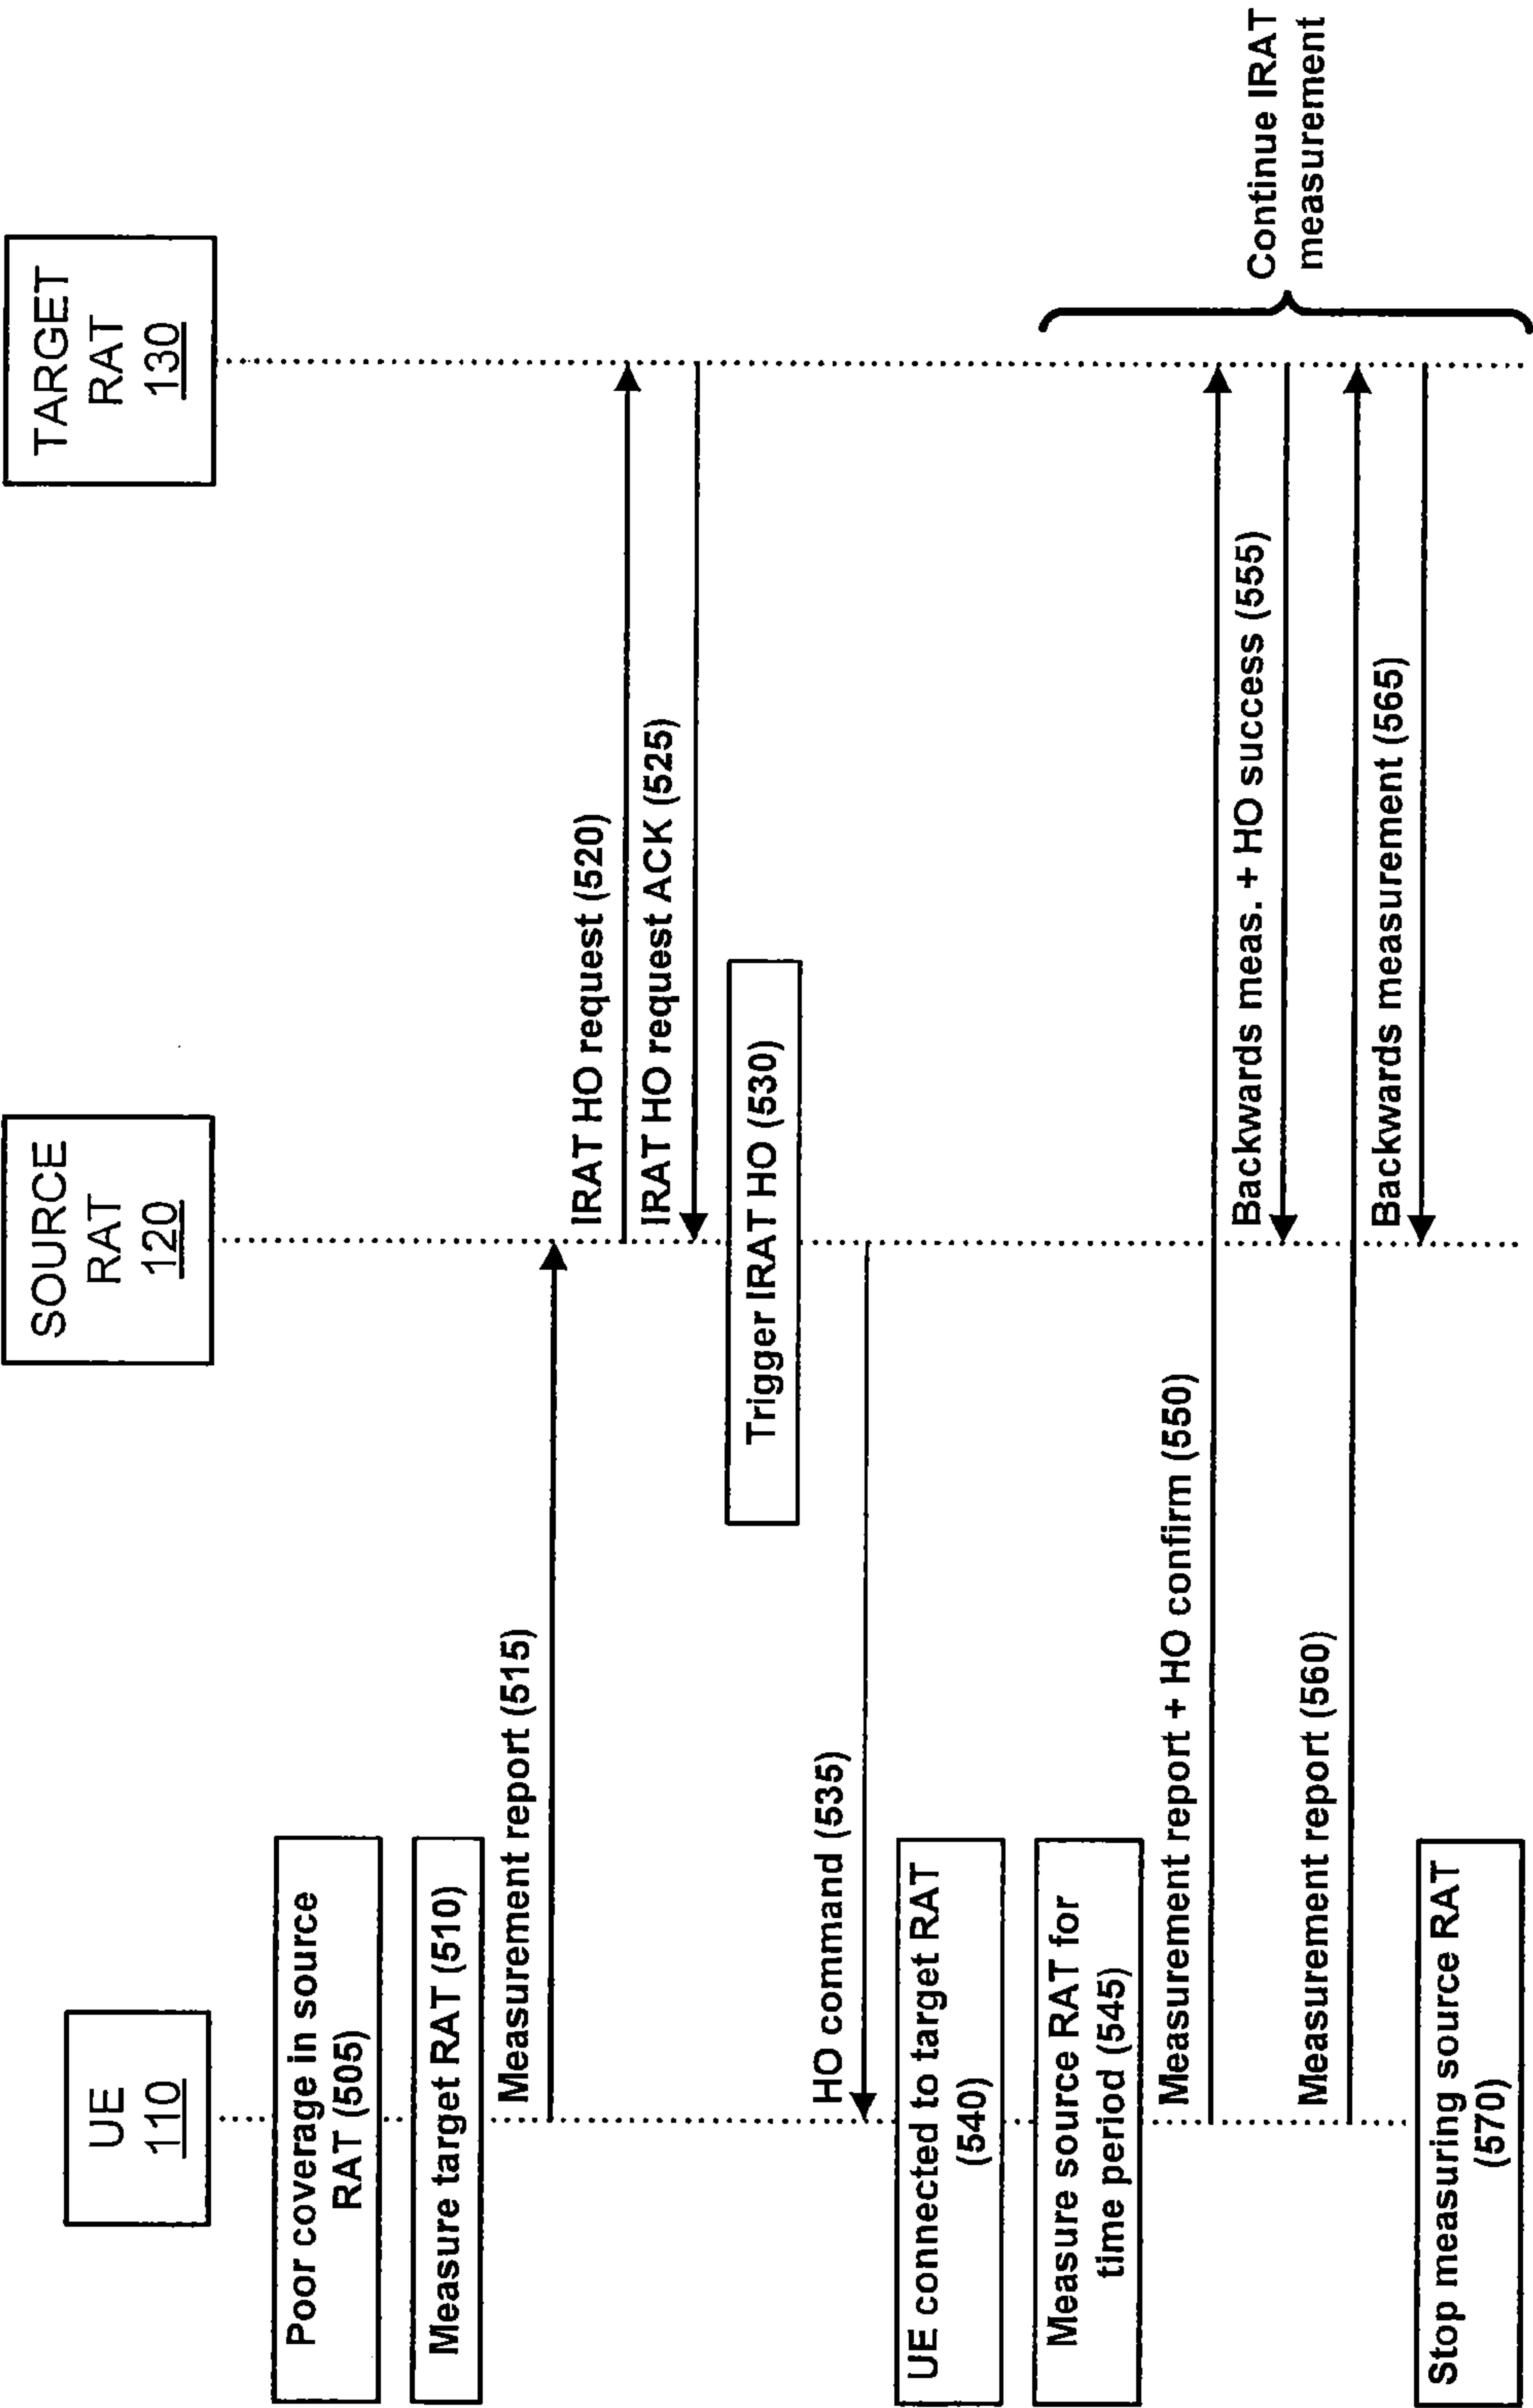 UE
110
SOURCE
RAT
120
TARGET
RAT
130
Poor coverage in source
RAT (505)
Measure target RAT (510)
Measurement report (515)
IRAT HO request (520)
IRAT HO request ACK (525)
Trigger IRAT HO (530)
HO command (535)
UE connected to target RAT
(540)
Measure source RAT for
time period (545)
Measurement report + HO confirm (550)
Backwards meas. + HO success (555)
Measurement report (560)
Backwards measurement (565)
Stop measuring source RAT
(570)
Continue IRAT
measurement